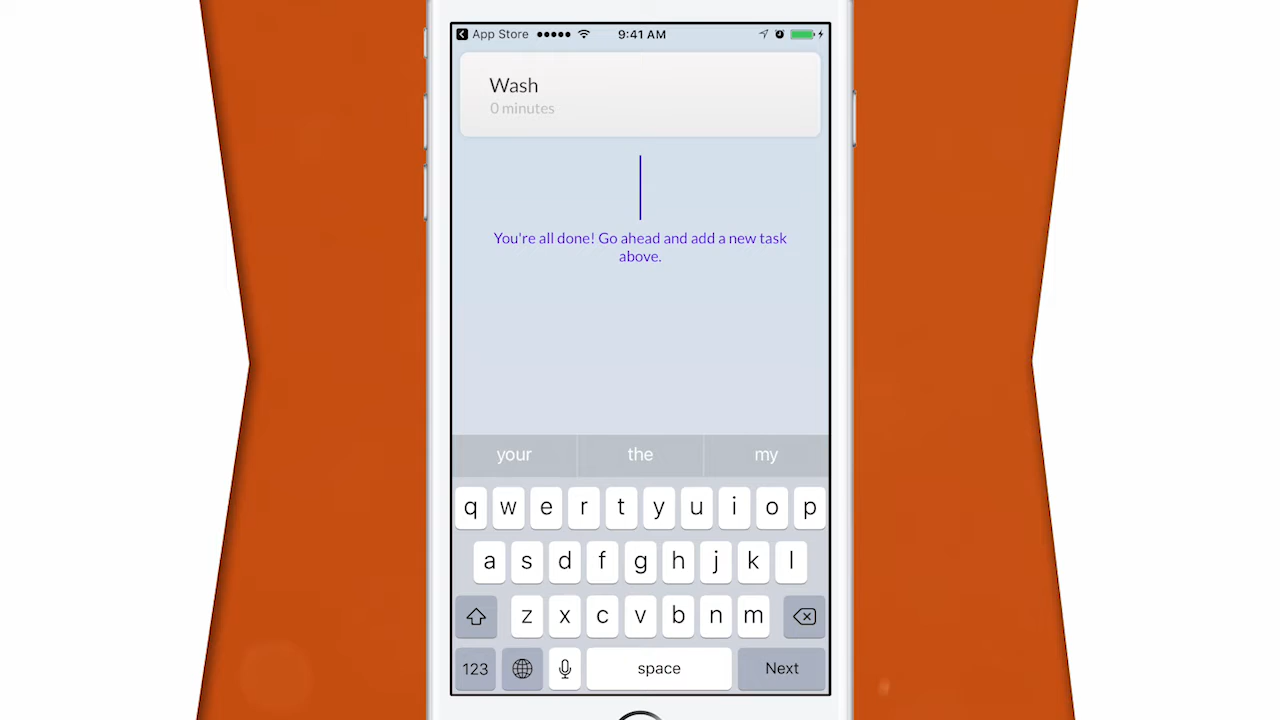 App Store 9:41 AM
Wash
0 minutes
You're all done! Go ahead and add a new task
above.
your the my
q w e r t y u i o p
a s d f g h j k l
z x c v b n m
123 space Next